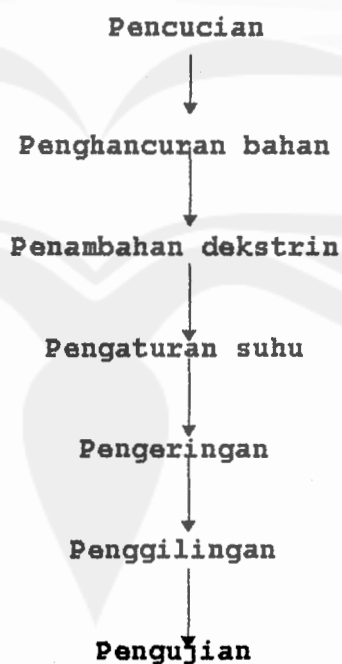 Pencucian
Penghancuran bahan
Penambahan dekstrin
Pengaturan suhu
Pengeringan
Penggilingan
Pengujian